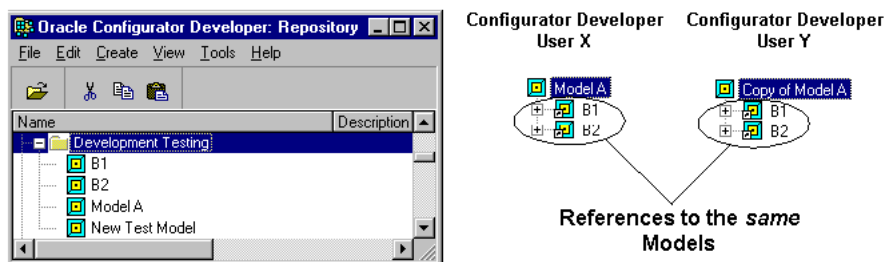 Oracle Configurator Developer: Repository
File Edit Create View Tools Help
Name Description
Development Testing
B1
B2
Model A
New Test Model
Configurator Developer
User X
Configurator Developer
User Y
Model A
B1
B2
Copy of Model A
B1
B2
References to the same
Models